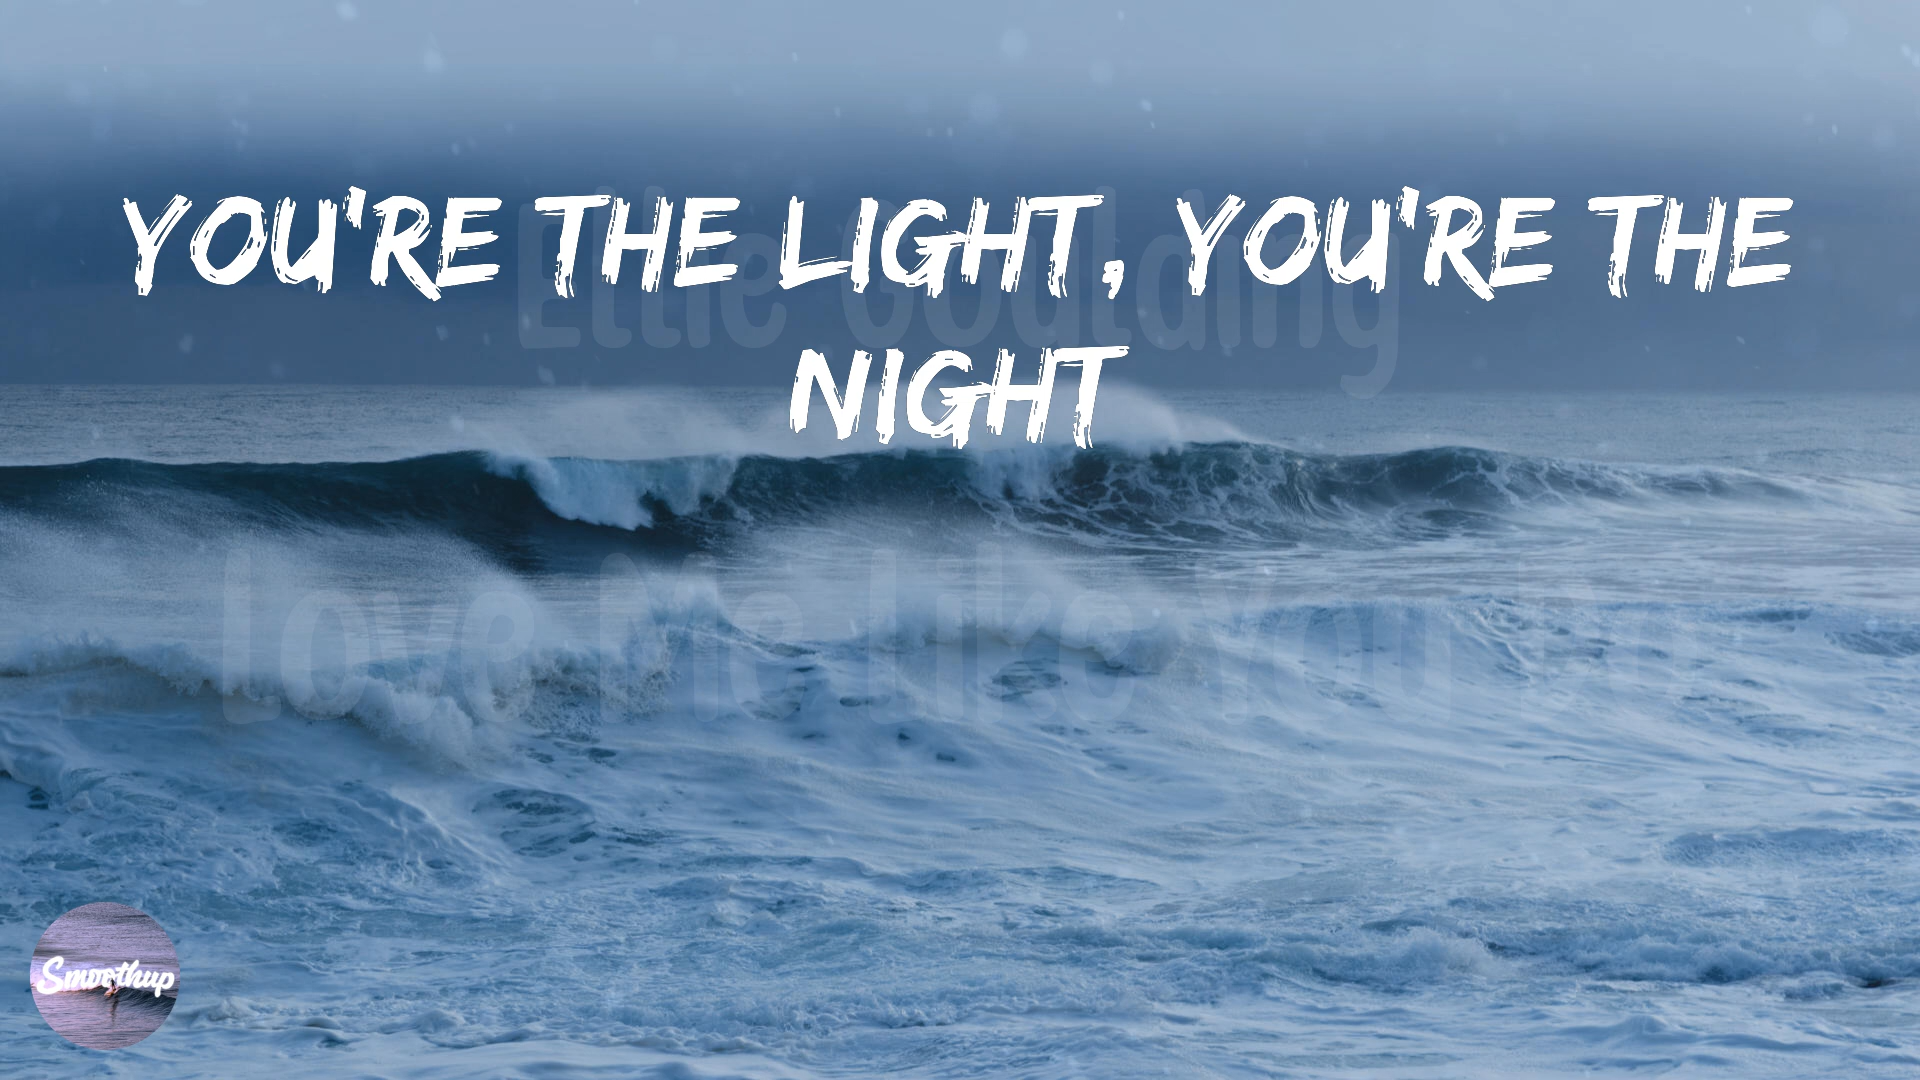 YOU'RE THE LIGHT, YOU'RE THE
NIGHT
Ellie Goulding
Love Me Like You Do
Smoothup